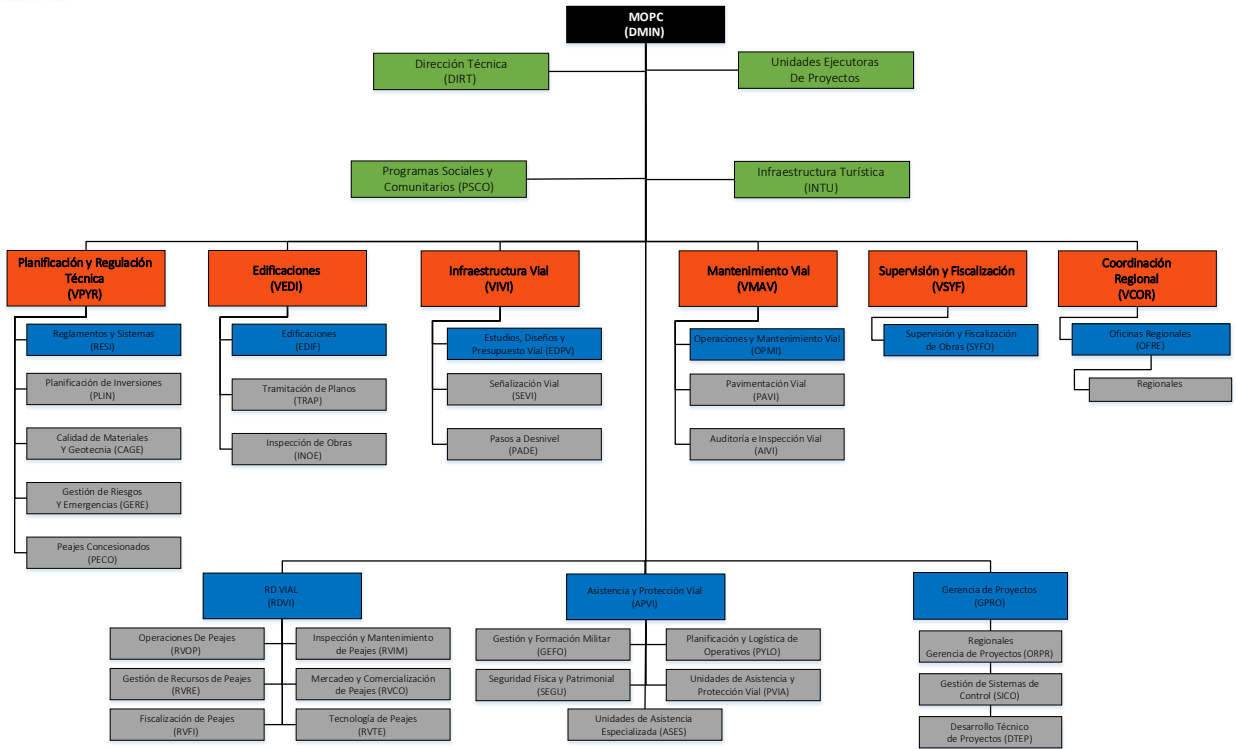 MOPC
(DMIN)
Dirección Técnica
(DIRT)
Unidades Ejecutoras
De Proyectos
Programas Sociales y
Comunitarios (PSCO)
Infraestructura Turística
(INTU)
Planificación y Regulación
Técnica
(VPYR)
Edificaciones
(VEDI)
Infraestructura Vial
(VIVI)
Mantenimiento Vial
(VMAV)
Supervisión y Fiscalización
(VSYF)
Coordinación
Regional
(VCOR)
Reglamentos y Sistemas
(RESI)
Planificación de Inversiones
(PLIN)
Calidad de Materiales
Y Geotecnia (CAGE)
Gestión de Riesgos
Y Emergencias (GERE)
Peajes Concesionados
(PECO)
Edificaciones
(EDIF)
Tramitación de Planos
(TRAP)
Inspección de Obras
(INOE)
Estudios, Diseños y
Presupuesto Vial (EDPV)
Señalización Vial
(SEVI)
Pasos a Desnivel
(PADE)
Operaciones y Mantenimiento Vial
(OPMI)
Pavimentación Vial
(PAVI)
Auditoría e Inspección Vial
(AIVI)
Supervisión y Fiscalización
de Obras (SYFO)
Oficinas Regionales
(OFRE)
Regionales
RD VIAL
(RDVI)
Operaciones De Peajes
(RVOP)
Inspección y Mantenimiento
de Peajes (RVIM)
Gestión de Recursos de Peajes
(RVRE)
Mercadeo y Comercialización
de Peajes (RVCO)
Fiscalización de Peajes
(RVFI)
Tecnología de Peajes
(RVTE)
Asistencia y Protección Vial
(APVI)
Gestión y Formación Militar
(GEFO)
Planificación y Logística de
Operativos (PYLO)
Seguridad Física y Patrimonial
(SEGU)
Unidades de Asistencia y
Protección Vial (PVIA)
Unidades de Asistencia
Especializada (ASES)
Gerencia de Proyectos
(GPRO)
Regionales
Gerencia de Proyectos (ORPR)
Gestión de Sistemas de
Control (SICO)
Desarrollo Técnico
de Proyectos (DTEP)